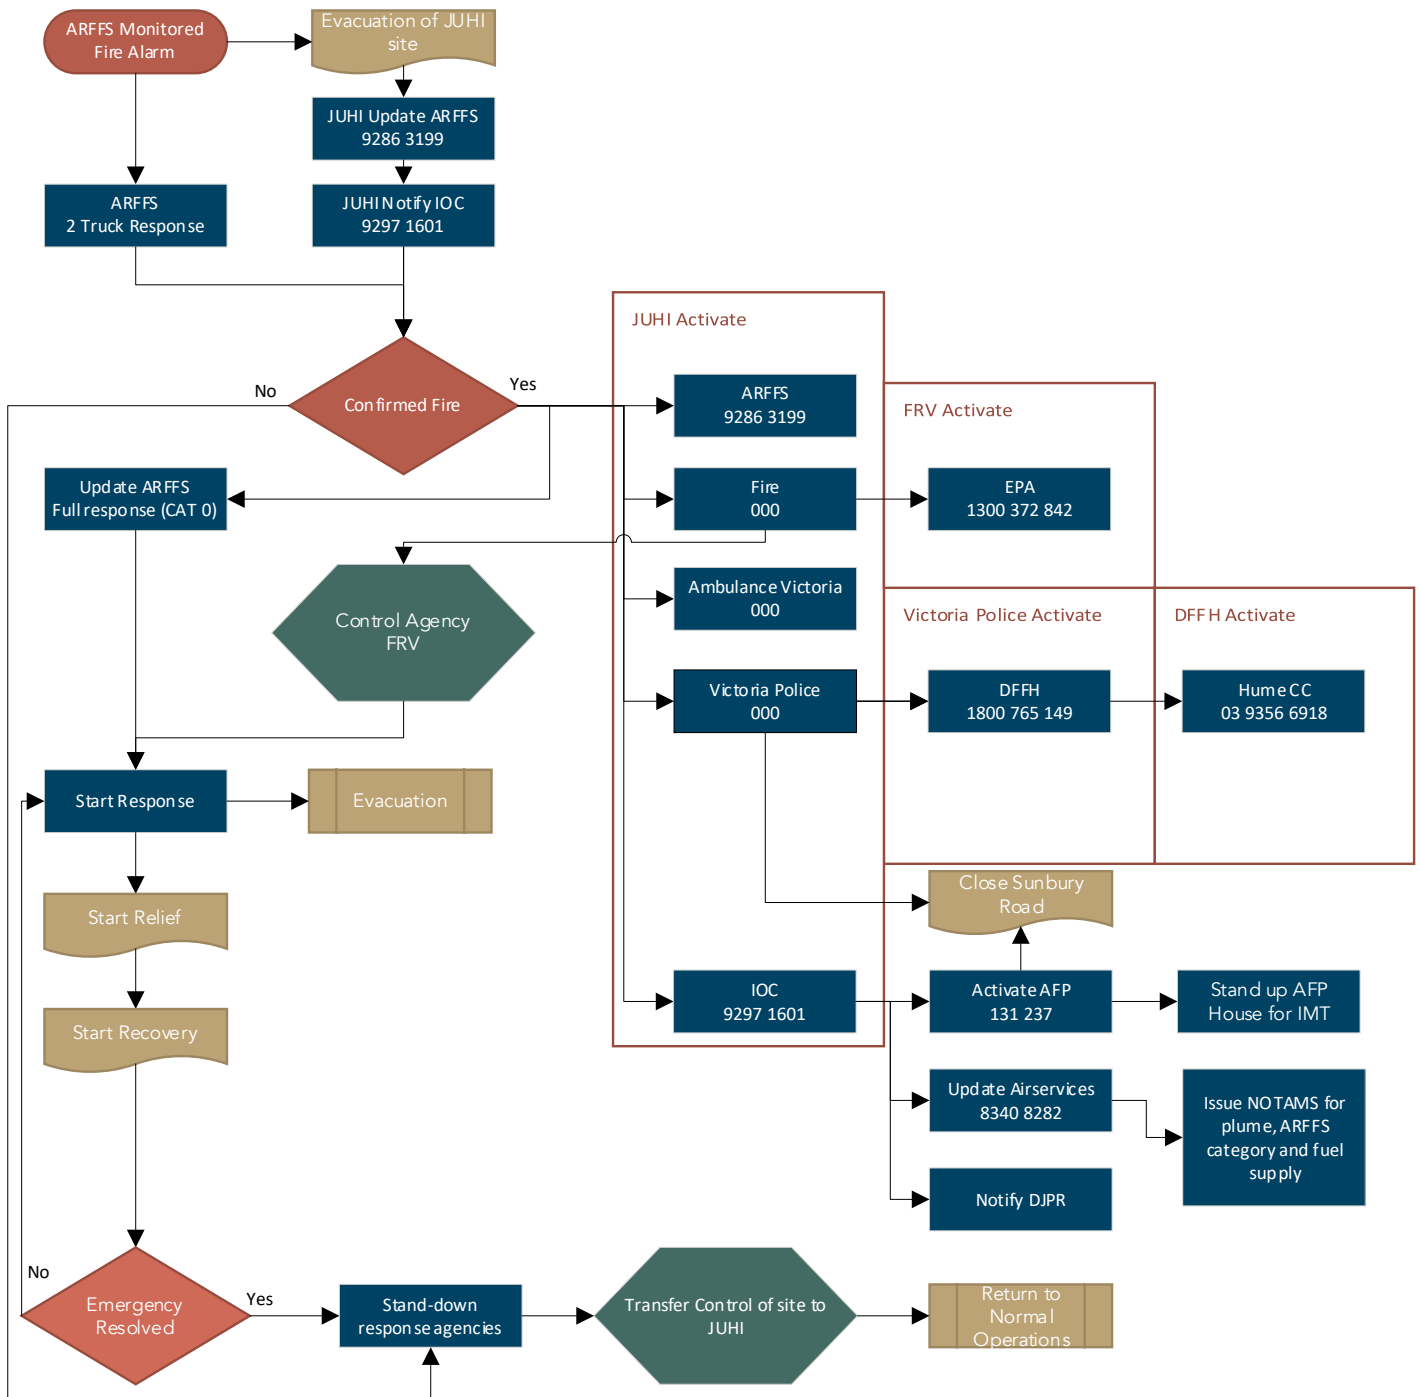 ARFFS Monitored
Fire Alarm
Evacuation of JUHI
site
JUHI Update ARFFS
9286 3199
ARFFS
2 Truck Response
JUHI Notify IOC
9297 1601
JUHI Activate
Confirmed Fire
No
Yes
ARFFS
9286 3199
FRV Activate
Update ARFFS
Full response (CAT 0)
Fire
000
EPA
1300 372 842
Control Agency
FRV
Ambulance Victoria
000
Victoria Police Activate
DFFH Activate
Victoria Police
000
DFFH
1800 765 149
Hume CC
03 9356 6918
Start Response
Evacuation
Start Relief
Close Sunbury
Road
Start Recovery
IOC
9297 1601
Activate AFP
131 237
Stand up AFP
House for IMT
Update Airservices
8340 8282
Issue NOTAMS for
plume, ARFFS
category and fuel
supply
Notify DJPR
No
Emergency
Resolved
Yes
Stand-down
response agencies
Transfer Control of site to
JUHI
Return to
Normal
Operations